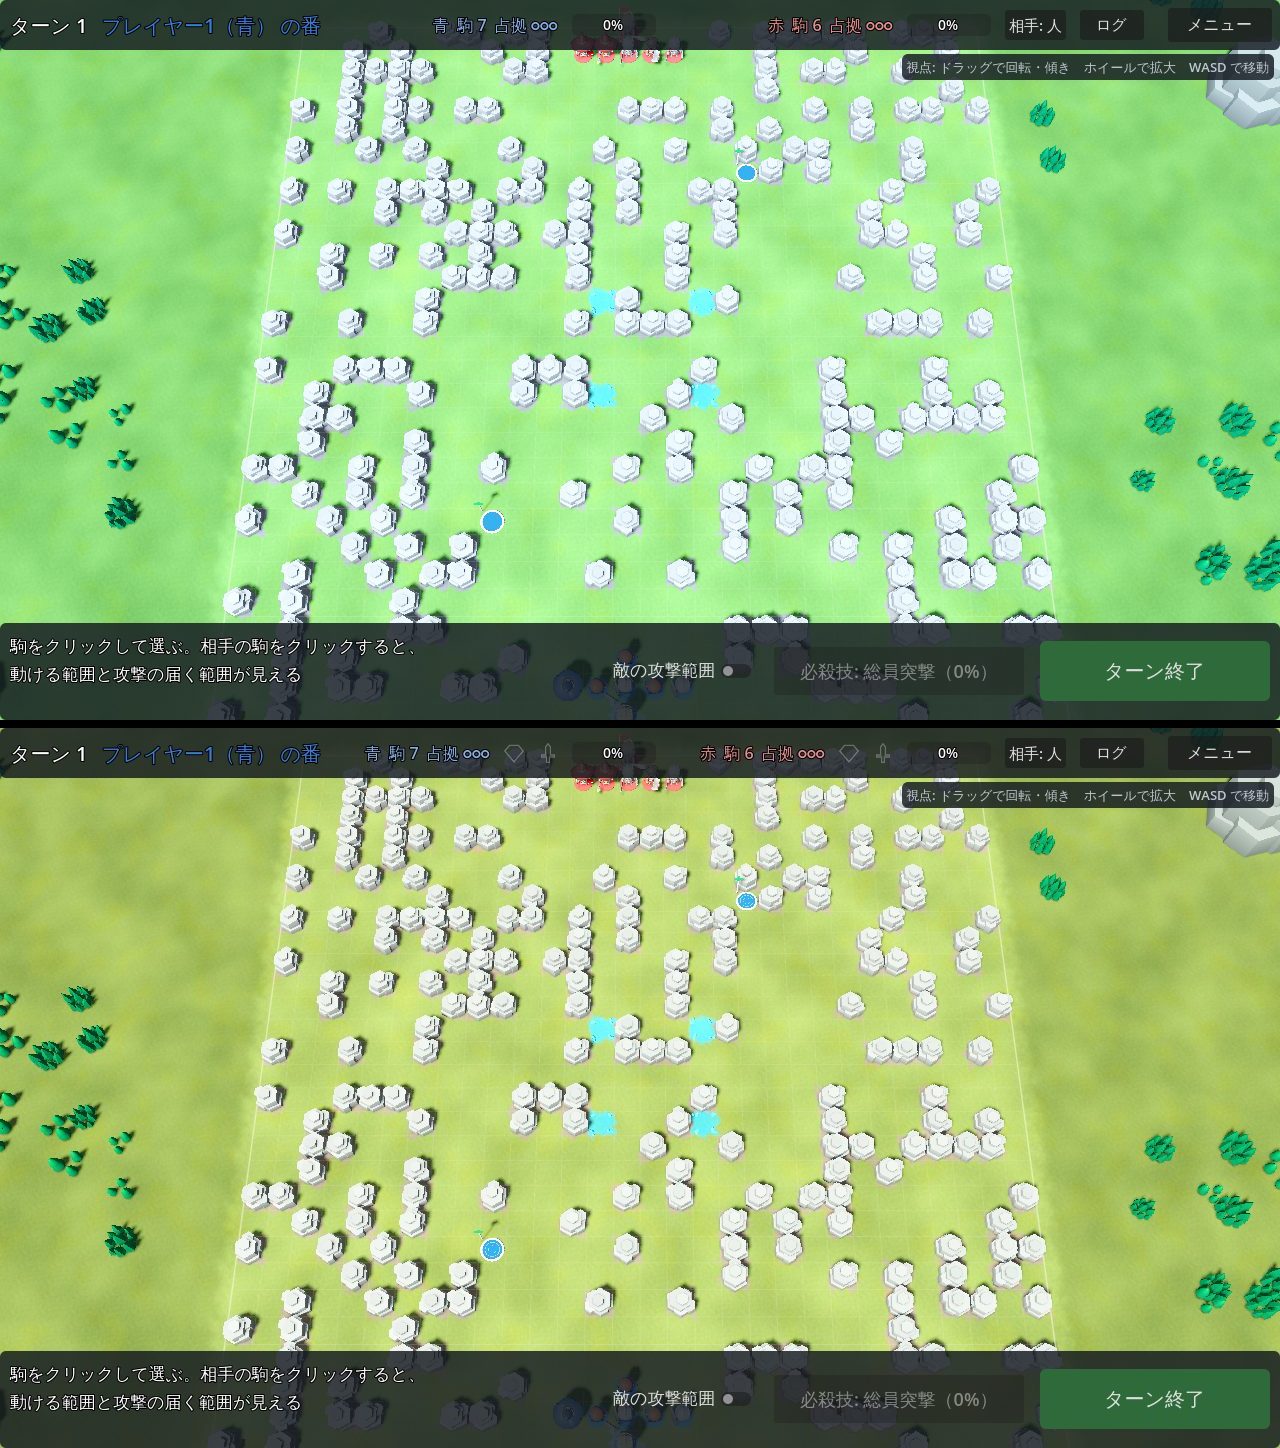 ターン 1 プレイヤー1（青） の番 青 駒 7 占拠 0% 赤 駒 6 占拠 0% 相手: 人 ログ メニュー
視点: ドラッグで回転・傾き ホイールで拡大 WASD で移動
駒をクリックして選ぶ。相手の駒をクリックすると、
動ける範囲と攻撃の届く範囲が見える
敵の攻撃範囲 必殺技: 総員突撃（0%） ターン終了
ターン 1 プレイヤー1（青） の番 青 駒 7 占拠 0% 赤 駒 6 占拠 0% 相手: 人 ログ メニュー
視点: ドラッグで回転・傾き ホイールで拡大 WASD で移動
駒をクリックして選ぶ。相手の駒をクリックすると、
動ける範囲と攻撃の届く範囲が見える
敵の攻撃範囲 必殺技: 総員突撃（0%） ターン終了